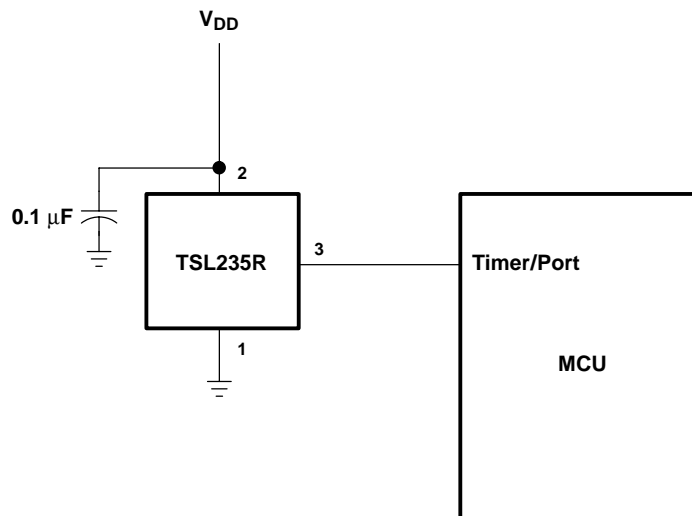 VDD
2
0.1 μF
TSL235R
3
Timer/Port
1
MCU